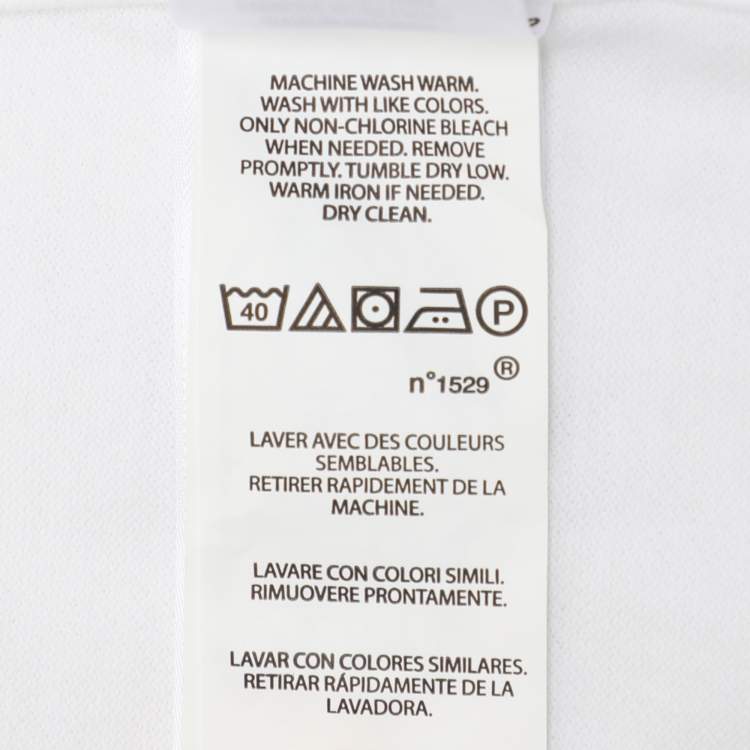 MACHINE WASH WARM.
WASH WITH LIKE COLORS.
ONLY NON-CHLORINE BLEACH
WHEN NEEDED. REMOVE
PROMPTLY. TUMBLE DRY LOW.
WARM IRON IF NEEDED.
DRY CLEAN.
40 P
n°1529®
LAVER AVEC DES COULEURS
SEMBLABLES.
RETIRER RAPIDEMENT DE LA
MACHINE.
LAVARE CON COLORI SIMILI.
RIMUOVERE PRONTAMENTE.
LAVAR CON COLORES SIMILARES.
RETIRAR RÁPIDAMENTE DE LA
LAVADORA.